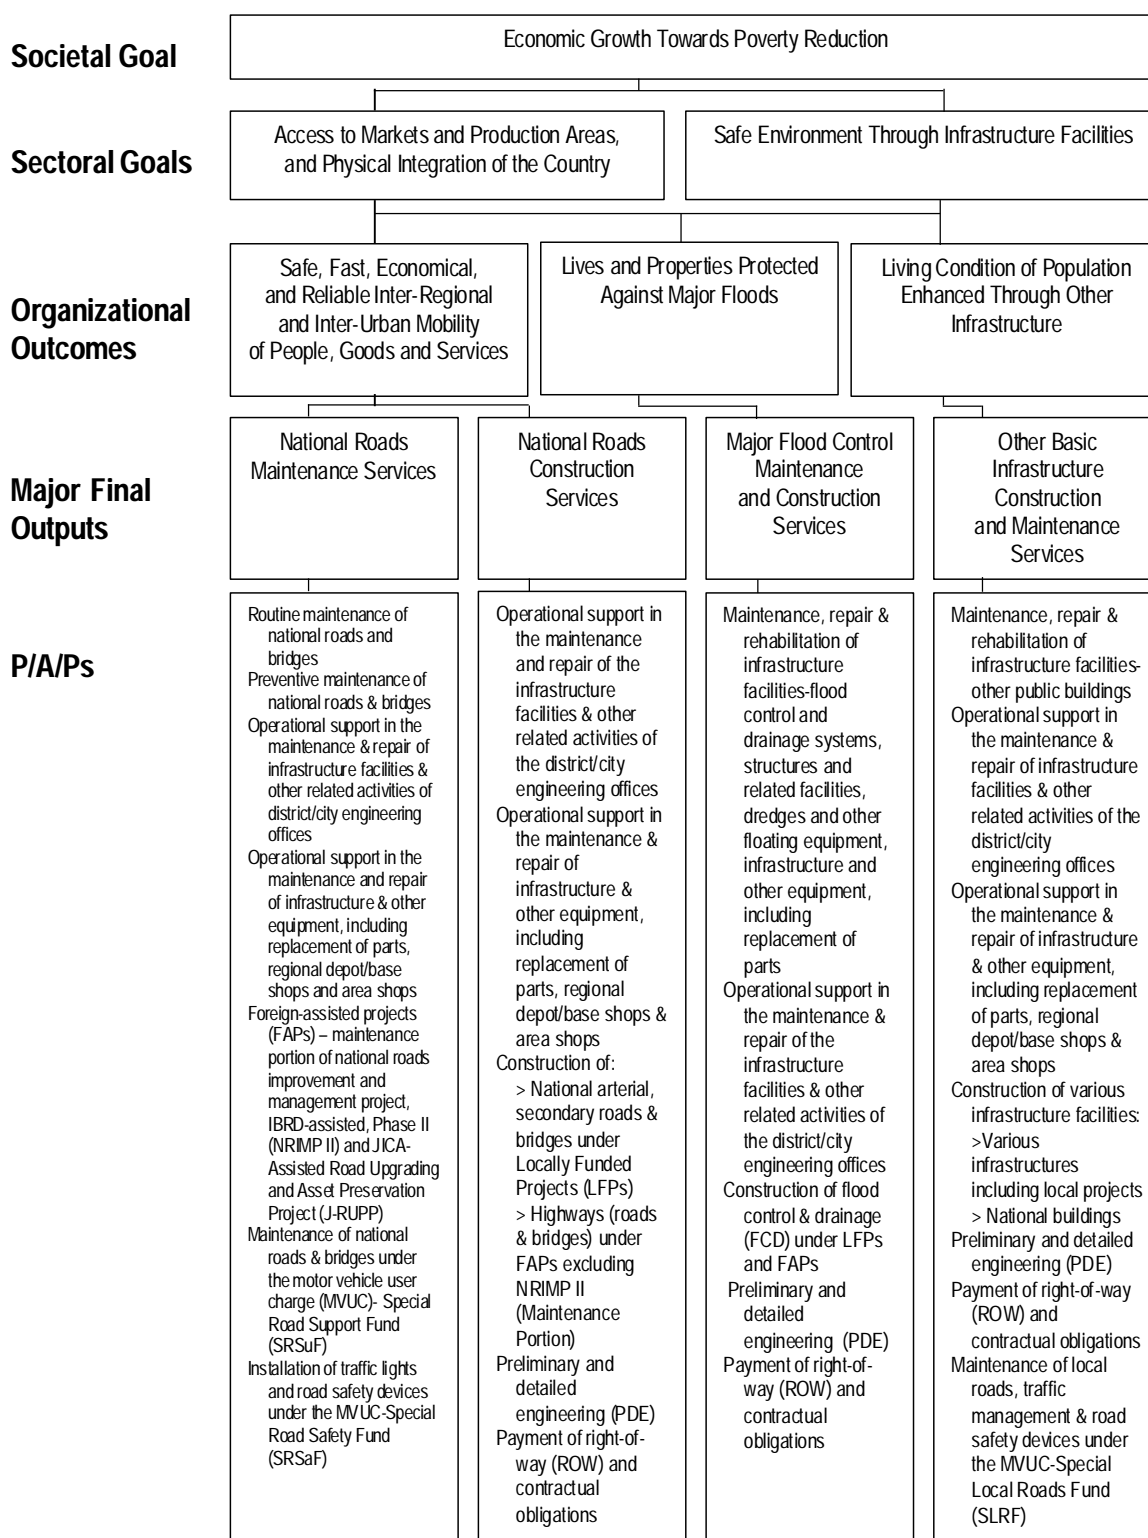 Societal Goal
Economic Growth Towards Poverty Reduction
Sectoral Goals
Access to Markets and Production Areas,
and Physical Integration of the Country
Safe Environment Through Infrastructure Facilities
Organizational
Outcomes
Safe, Fast, Economical,
and Reliable Inter-Regional
and Inter-Urban Mobility
of People, Goods and Services
Lives and Properties Protected
Against Major Floods
Living Condition of Population
Enhanced Through Other
Infrastructure
Major Final
Outputs
National Roads
Maintenance Services
National Roads
Construction
Services
Major Flood Control
Maintenance
and Construction
Services
Other Basic
Infrastructure
Construction
and Maintenance
Services
P/A/Ps
Routine maintenance of
national roads and
bridges
Preventive maintenance of
national roads & bridges
Operational support in the
maintenance & repair of
infrastructure facilities &
other related activities of
district/city engineering
offices
Operational support in the
maintenance and repair
of infrastructure & other
equipment, including
replacement of parts,
regional depot/base
shops and area shops
Foreign-assisted projects
(FAPs) – maintenance
portion of national roads
improvement and
management project,
IBRD-assisted, Phase II
(NRIMP II) and JICA-
Assisted Road Upgrading
and Asset Preservation
Project (J-RUPP)
Maintenance of national
roads & bridges under
the motor vehicle user
charge (MVUC)- Special
Road Support Fund
(SRSuF)
Installation of traffic lights
and road safety devices
under the MVUC-Special
Road Safety Fund
(SRSaF)
Operational support in
the maintenance
and repair of the
infrastructure
facilities & other
related activities of
the district/city
engineering offices
Operational support in
the maintenance &
repair of
infrastructure &
other equipment,
including
replacement of
parts, regional
depot/base shops &
area shops
Construction of:
> National arterial,
secondary roads &
bridges under
Locally Funded
Projects (LFPs)
> Highways (roads
& bridges) under
FAPs excluding
NRIMP II
(Maintenance
Portion)
Preliminary and
detailed
engineering (PDE)
Payment of right-of-
way (ROW) and
contractual
obligations
Maintenance, repair &
rehabilitation of
infrastructure
facilities-flood
control and
drainage systems,
structures and
related facilities,
dredges and other
floating equipment,
infrastructure and
other equipment,
including
replacement of
parts
Operational support in
the maintenance &
repair of the
infrastructure
facilities & other
related activities of
the district/city
engineering offices
Construction of flood
control & drainage
(FCD) under LFPs
and FAPs
Preliminary and
detailed
engineering (PDE)
Payment of right-of-
way (ROW) and
contractual
obligations
Maintenance, repair &
rehabilitation of
infrastructure facilities-
other public buildings
Operational support in
the maintenance &
repair of infrastructure
facilities & other
related activities of the
district/city
engineering offices
Operational support in
the maintenance &
repair of infrastructure
& other equipment,
including replacement
of parts, regional
depot/base shops &
area shops
Construction of various
infrastructure facilities:
>Various
infrastructures
including local projects
> National buildings
Preliminary and detailed
engineering (PDE)
Payment of right-of-way
(ROW) and
contractual obligations
Maintenance of local
roads, traffic
management & road
safety devices under
the MVUC-Special
Local Roads Fund
(SLRF)